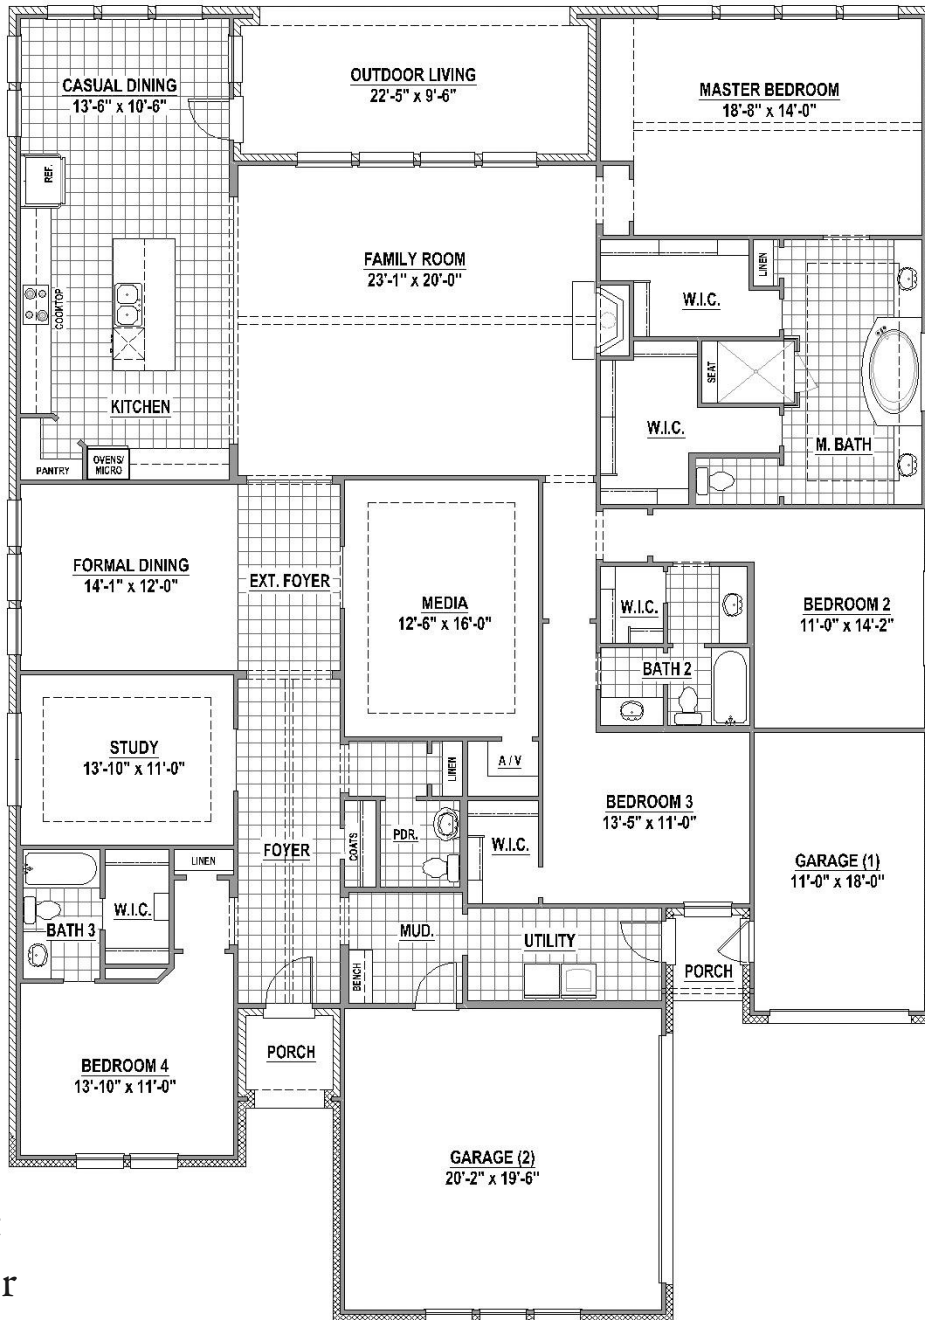 CASUAL DINING
13'-6" x 10'-6"
OUTDOOR LIVING
22'-5" x 9'-6"
MASTER BEDROOM
18'-8" x 14'-0"
REF.
FAMILY ROOM
23'-1" x 20'-0"
LINEN
W.I.C.
COOKTOP
SEAT
KITCHEN
W.I.C.
M. BATH
PANTRY
OVENS/
MICRO
FORMAL DINING
14'-1" x 12'-0"
EXT. FOYER
MEDIA
12'-6" x 16'-0"
W.I.C.
BEDROOM 2
11'-0" x 14'-2"
BATH 2
STUDY
13'-10" x 11'-0"
LINEN
A / V
BEDROOM 3
13'-5" x 11'-0"
FOYER
COATS
PDR.
W.I.C.
GARAGE (1)
11'-0" x 18'-0"
LINEN
W.I.C.
BATH 3
MUD.
UTILITY
BENCH
PORCH
PORCH
BEDROOM 4
13'-10" x 11'-0"
GARAGE (2)
20'-2" x 19'-6"
r